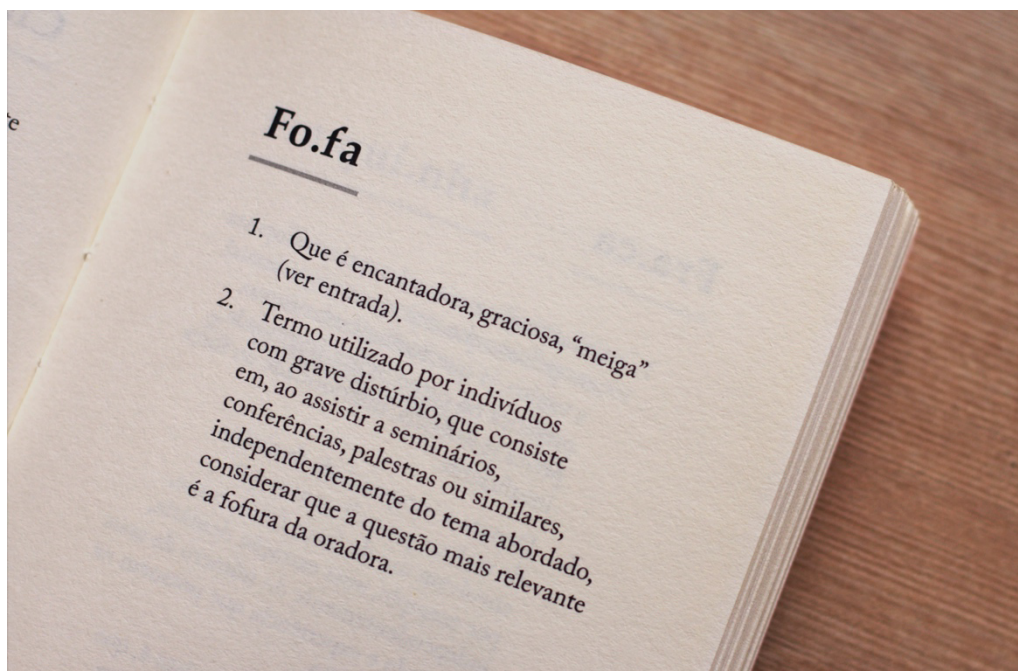 Fo.fa
1. Que é encantadora, graciosa, “meiga”
(ver entrada).
2. Termo utilizado por indivíduos
com grave distúrbio, que consiste
em, ao assistir a seminários,
conferências, palestras ou similares,
independentemente do tema abordado,
considerar que a questão mais relevante
é a fofura da oradora.